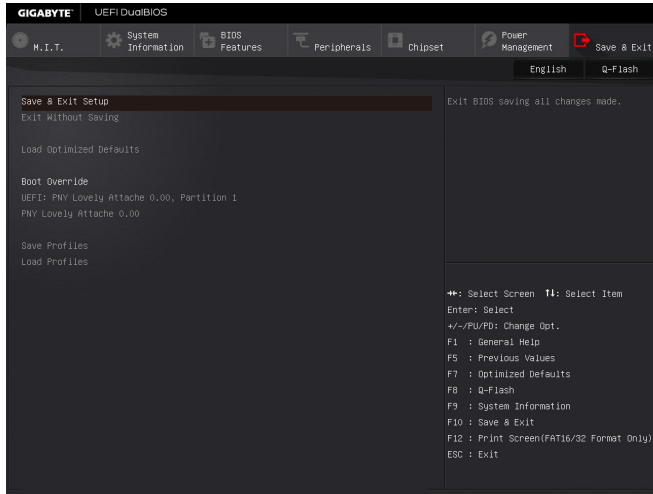 GIGABYTE™ UEFI DualBIOS
M.I.T.
System Information
BIOS Features
Peripherals
Chipset
Power Management
Save & Exit
English
Q-Flash
Save & Exit Setup
Exit Without Saving
Load Optimized Defaults
Boot Override
UEFI: PNY Lovely Attache 0.00, Partition 1
PNY Lovely Attache 0.00
Save Profiles
Load Profiles
Exit BIOS saving all changes made.
→←: Select Screen ↑↓: Select Item
Enter: Select
+/-/PU/PD: Change Opt.
F1 : General Help
F5 : Previous Values
F7 : Optimized Defaults
F8 : Q-Flash
F9 : System Information
F10 : Save & Exit
F12 : Print Screen(FAT16/32 Format Only)
ESC : Exit